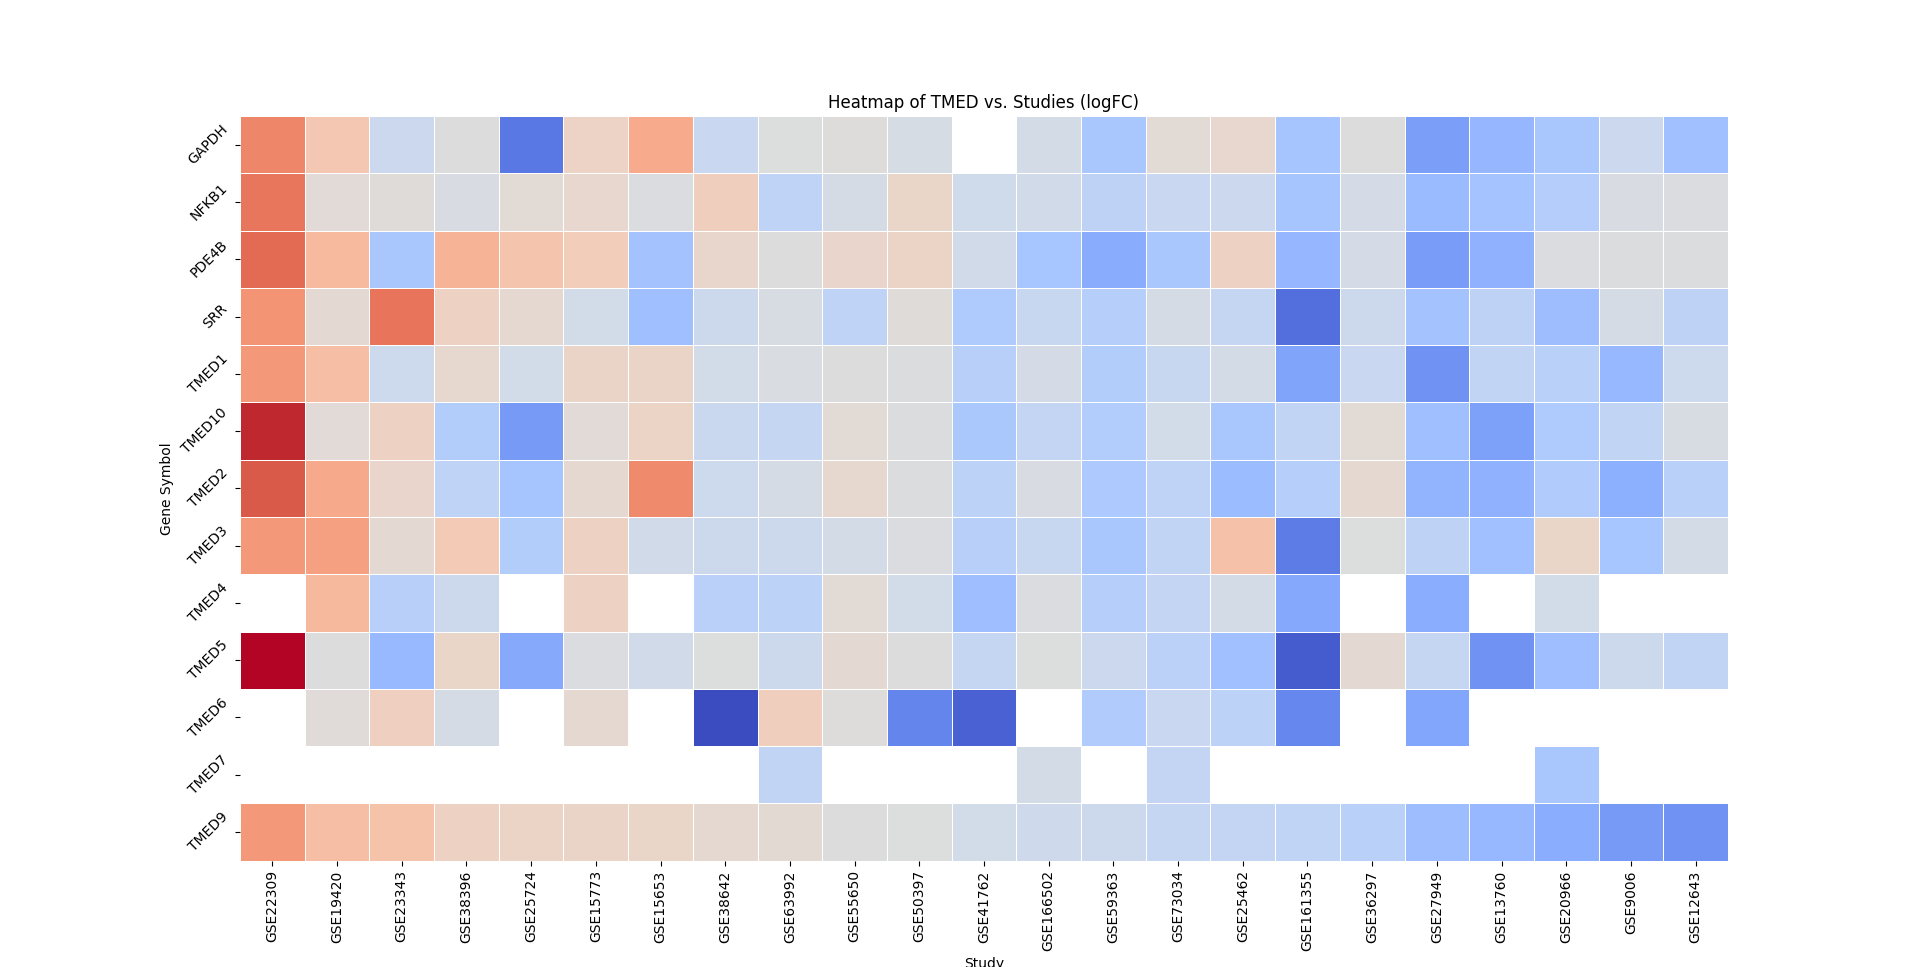 Heatmap of TMED vs. Studies (logFC)
Gene Symbol
GAPDH
NFKB1
PDE4B
SRR
TMED1
TMED10
TMED2
TMED3
TMED4
TMED5
TMED6
TMED7
TMED9
GSE22309
GSE19420
GSE23343
GSE38396
GSE25724
GSE15773
GSE15653
GSE38642
GSE63992
GSE55650
GSE50397
GSE41762
GSE166502
GSE59363
GSE73034
GSE25462
GSE161355
GSE36297
GSE27949
GSE13760
GSE20966
GSE9006
GSE12643
Study